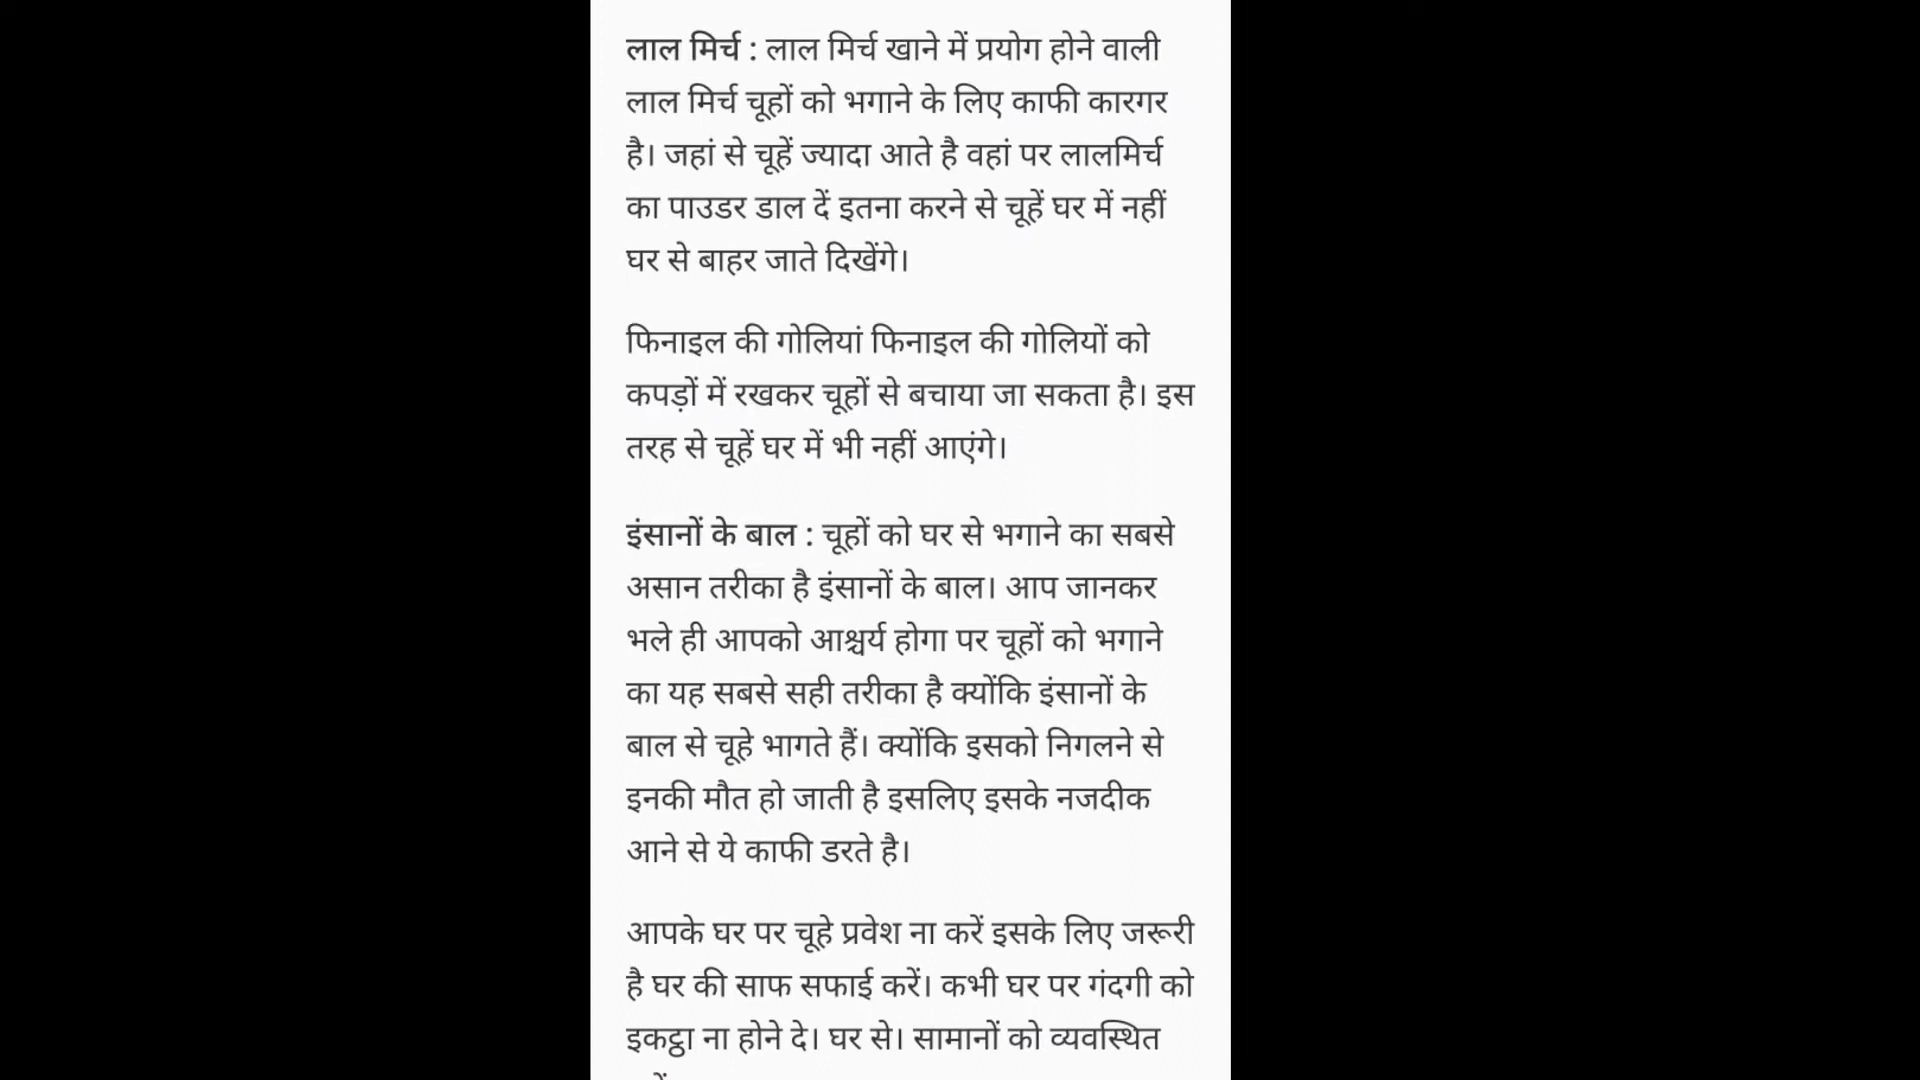 लाल मिर्च : लाल मिर्च खाने में प्रयोग होने वाली
लाल मिर्च चूहों को भगाने के लिए काफी कारगर
है। जहां से चूहें ज्यादा आते है वहां पर लालमिर्च
का पाउडर डाल दें इतना करने से चूहें घर में नहीं
घर से बाहर जाते दिखेंगे।
फिनाइल की गोलियां फिनाइल की गोलियों को
कपड़ों में रखकर चूहों से बचाया जा सकता है। इस
तरह से चूहें घर में भी नहीं आएंगे।
इंसानों के बाल : चूहों को घर से भगाने का सबसे
असान तरीका है इंसानों के बाल। आप जानकर
भले ही आपको आश्चर्य होगा पर चूहों को भगाने
का यह सबसे सही तरीका है क्योंकि इंसानों के
बाल से चूहे भागते हैं। क्योंकि इसको निगलने से
इनकी मौत हो जाती है इसलिए इसके नजदीक
आने से ये काफी डरते है।
आपके घर पर चूहे प्रवेश ना करें इसके लिए जरूरी
है घर की साफ सफाई करें। कभी घर पर गंदगी को
इकट्ठा ना होने दे। घर से। सामानों को व्यवस्थित